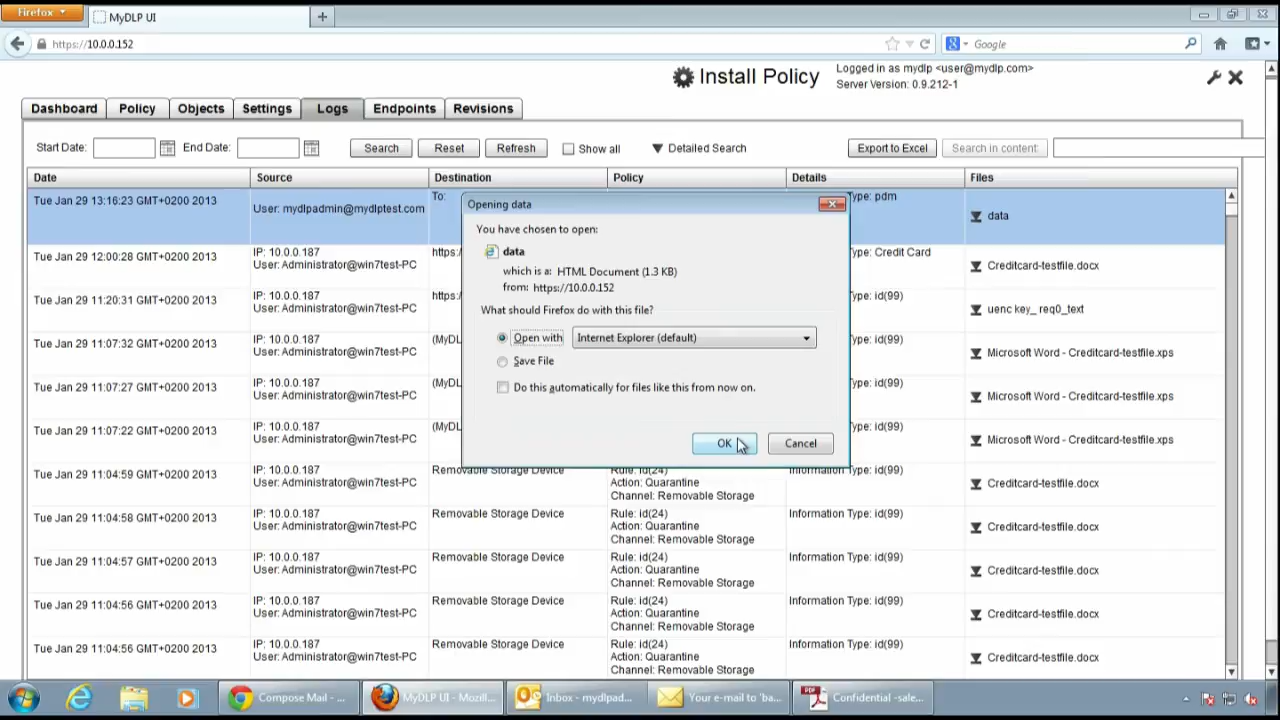 Firefox
MyDLP UI
https://10.0.0.152
Google
Install Policy
Logged in as mydlp <user@mydlp.com>
Server Version: 0.9.212-1
Dashboard Policy Objects Settings Logs Endpoints Revisions
Start Date: End Date: Search Reset Refresh Show all Detailed Search Export to Excel Search in content:
Date Source Destination Policy Details Files
Tue Jan 29 13:16:23 GMT+0200 2013 User: mydlpadmin@mydlptest.com To: ype: pdm data
Opening data
You have chosen to open:
data
which is a: HTML Document (1.3 KB)
from: https://10.0.0.152
What should Firefox do with this file?
Open with Internet Explorer (default)
Save File
Do this automatically for files like this from now on.
OK Cancel
Tue Jan 29 12:00:28 GMT+0200 2013 IP: 10.0.0.187 https:/ ype: Credit Card Creditcard-testfile.docx
User: Administrator@win7test-PC
Tue Jan 29 11:20:31 GMT+0200 2013 IP: 10.0.0.187 https:/ ype: id(99) uenc key_ req0_text
User: Administrator@win7test-PC
Tue Jan 29 11:07:32 GMT+0200 2013 IP: 10.0.0.187 (MyDL ype: id(99) Microsoft Word - Creditcard-testfile.xps
User: Administrator@win7test-PC
Tue Jan 29 11:07:27 GMT+0200 2013 IP: 10.0.0.187 (MyDL ype: id(99) Microsoft Word - Creditcard-testfile.xps
User: Administrator@win7test-PC
Tue Jan 29 11:07:22 GMT+0200 2013 IP: 10.0.0.187 (MyDL ype: id(99) Microsoft Word - Creditcard-testfile.xps
User: Administrator@win7test-PC
Tue Jan 29 11:04:59 GMT+0200 2013 IP: 10.0.0.187 Removable Storage Device Rule: id(24) Information Type: id(99) Creditcard-testfile.docx
User: Administrator@win7test-PC Action: Quarantine
Channel: Removable Storage
Tue Jan 29 11:04:58 GMT+0200 2013 IP: 10.0.0.187 Removable Storage Device Rule: id(24) Information Type: id(99) Creditcard-testfile.docx
User: Administrator@win7test-PC Action: Quarantine
Channel: Removable Storage
Tue Jan 29 11:04:57 GMT+0200 2013 IP: 10.0.0.187 Removable Storage Device Rule: id(24) Information Type: id(99) Creditcard-testfile.docx
User: Administrator@win7test-PC Action: Quarantine
Channel: Removable Storage
Tue Jan 29 11:04:56 GMT+0200 2013 IP: 10.0.0.187 Removable Storage Device Rule: id(24) Information Type: id(99) Creditcard-testfile.docx
User: Administrator@win7test-PC Action: Quarantine
Channel: Removable Storage
Tue Jan 29 11:04:56 GMT+0200 2013 IP: 10.0.0.187 Removable Storage Device Rule: id(24) Information Type: id(99) Creditcard-testfile.docx
User: Administrator@win7test-PC Action: Quarantine
Channel: Removable Storage
Compose Mail - ... MyDLP UI - Mozill... Inbox - mydlpad... Your e-mail to 'ba... Confidential -sale...